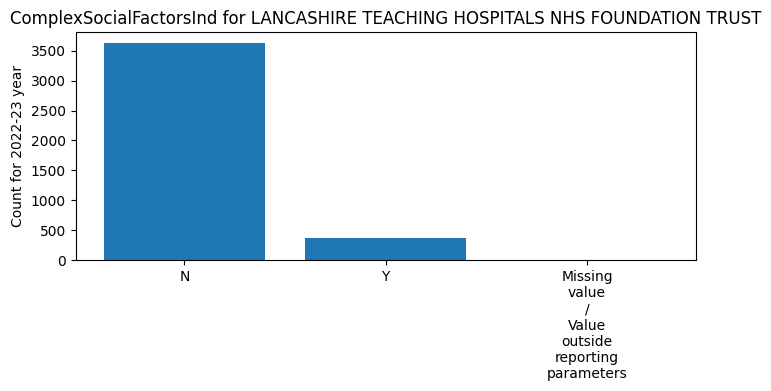 ComplexSocialFactorsInd for LANCASHIRE TEACHING HOSPITALS NHS FOUNDATION TRUST
Count for 2022-23 year
3500
3000
2500
2000
1500
1000
500
0
N
Y
Missing
value
/
Value
outside
reporting
parameters